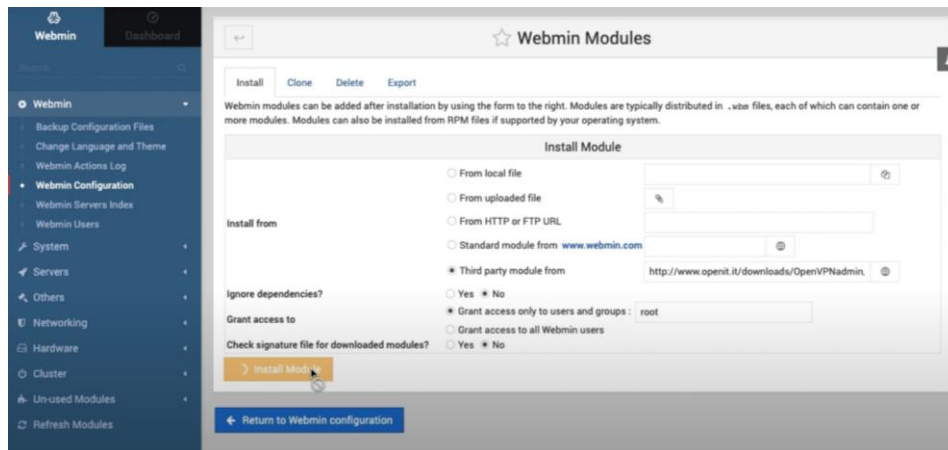 Webmin
Dashboard
Search
Webmin
Backup Configuration Files
Change Language and Theme
Webmin Actions Log
Webmin Configuration
Webmin Servers Index
Webmin Users
System
Servers
Others
Networking
Hardware
Cluster
Un-used Modules
Refresh Modules
Webmin Modules
Install Clone Delete Export
Webmin modules can be added after installation by using the form to the right. Modules are typically distributed in .wbm files, each of which can contain one or
more modules. Modules can also be installed from RPM files if supported by your operating system.
Install Module
Install from
From local file
From uploaded file
From HTTP or FTP URL
Standard module from www.webmin.com
Third party module from http://www.openit.it/downloads/OpenVPNadmin,
Ignore dependencies? Yes No
Grant access to
Grant access only to users and groups : root
Grant access to all Webmin users
Check signature file for downloaded modules? Yes No
Install Module
Return to Webmin configuration